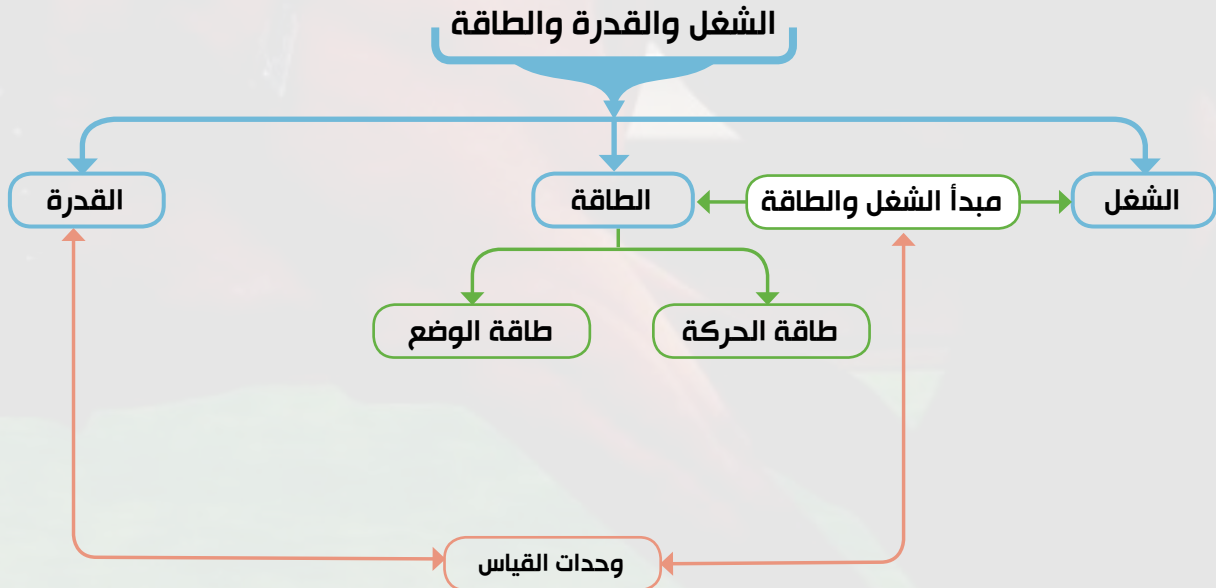 الشغل والقدرة والطاقة
الشغل
مبدأ الشغل والطاقة
الطاقة
القدرة
طاقة الحركة
طاقة الوضع
وحدات القياس